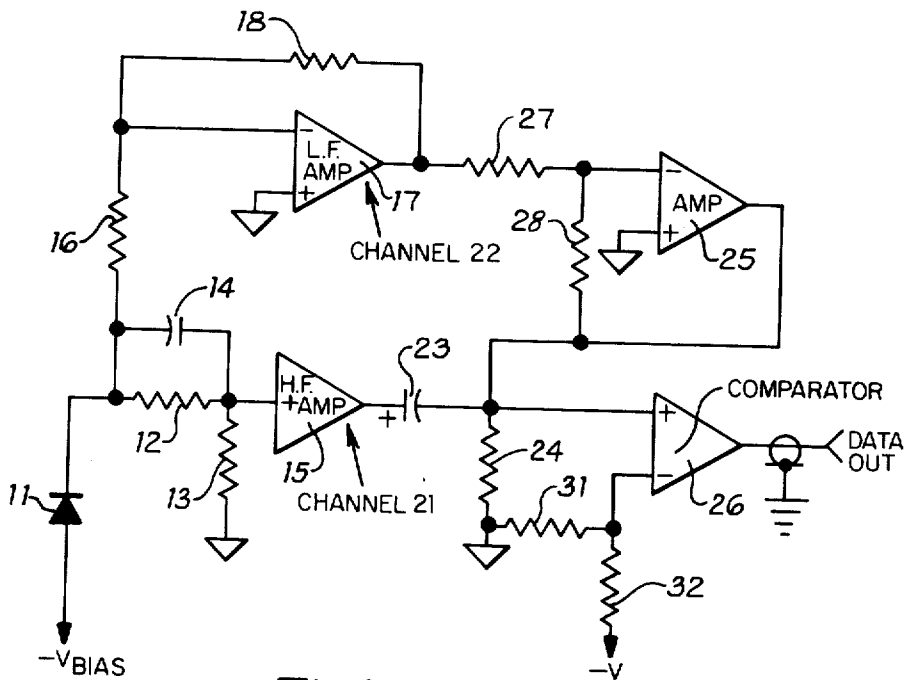 18
L.F.
AMP
−
+
17
CHANNEL 22
27
−
AMP
+
25
28
16
14
12
13
H.F.
+AMP
15
CHANNEL 21
+
23
24
31
32
COMPARATOR
+
−
26
DATA
OUT
11
−VBIAS
−V